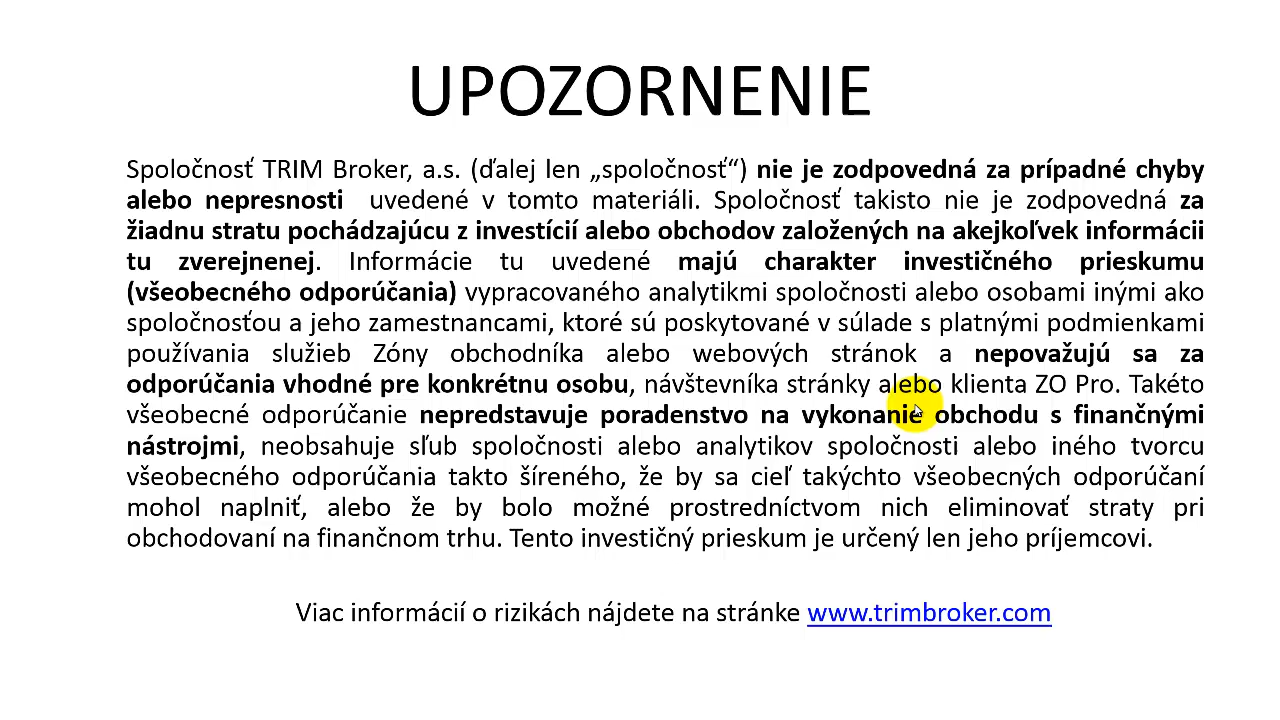 UPOZORNENIE
Spoločnosť TRIM Broker, a.s. (ďalej len „spoločnosť“) nie je zodpovedná za prípadné chyby
alebo nepresnosti uvedené v tomto materiáli. Spoločnosť takisto nie je zodpovedná za
žiadnu stratu pochádzajúcu z investícií alebo obchodov založených na akejkoľvek informácii
tu zverejnenej. Informácie tu uvedené majú charakter investičného prieskumu
(všeobecného odporúčania) vypracovaného analytikmi spoločnosti alebo osobami inými ako
spoločnosťou a jeho zamestnancami, ktoré sú poskytované v súlade s platnými podmienkami
používania služieb Zóny obchodníka alebo webových stránok a nepovažujú sa za
odporúčania vhodné pre konkrétnu osobu, návštevníka stránky alebo klienta ZO Pro. Takéto
všeobecné odporúčanie nepredstavuje poradenstvo na vykonanie obchodu s finančnými
nástrojmi, neobsahuje sľub spoločnosti alebo analytikov spoločnosti alebo iného tvorcu
všeobecného odporúčania takto šíreného, že by sa cieľ takýchto všeobecných odporúčaní
mohol naplniť, alebo že by bolo možné prostredníctvom nich eliminovať straty pri
obchodovaní na finančnom trhu. Tento investičný prieskum je určený len jeho príjemcovi.
Viac informácií o rizikách nájdete na stránke www.trimbroker.com